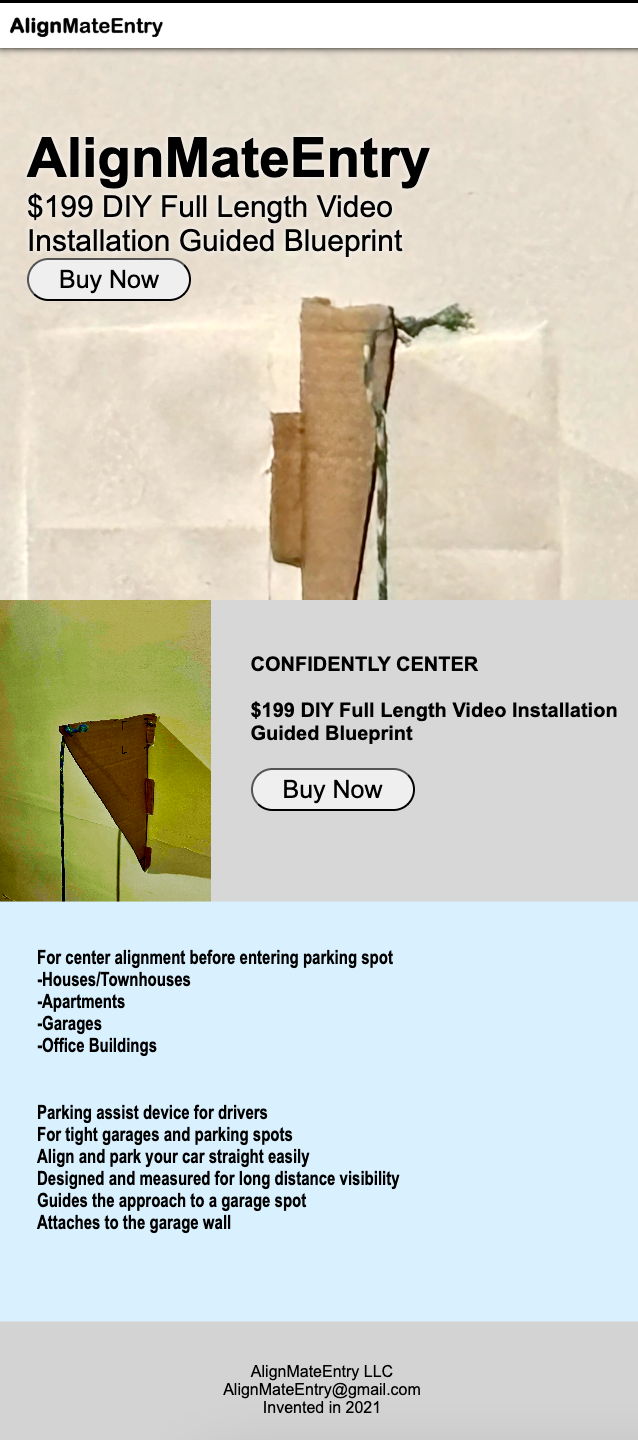 AlignMateEntry
AlignMateEntry
$199 DIY Full Length Video
Installation Guided Blueprint
Buy Now
CONFIDENTLY CENTER
$199 DIY Full Length Video Installation
Guided Blueprint
Buy Now
For center alignment before entering parking spot
-Houses/Townhouses
-Apartments
-Garages
-Office Buildings
Parking assist device for drivers
For tight garages and parking spots
Align and park your car straight easily
Designed and measured for long distance visibility
Guides the approach to a garage spot
Attaches to the garage wall
AlignMateEntry LLC
AlignMateEntry@gmail.com
Invented in 2021